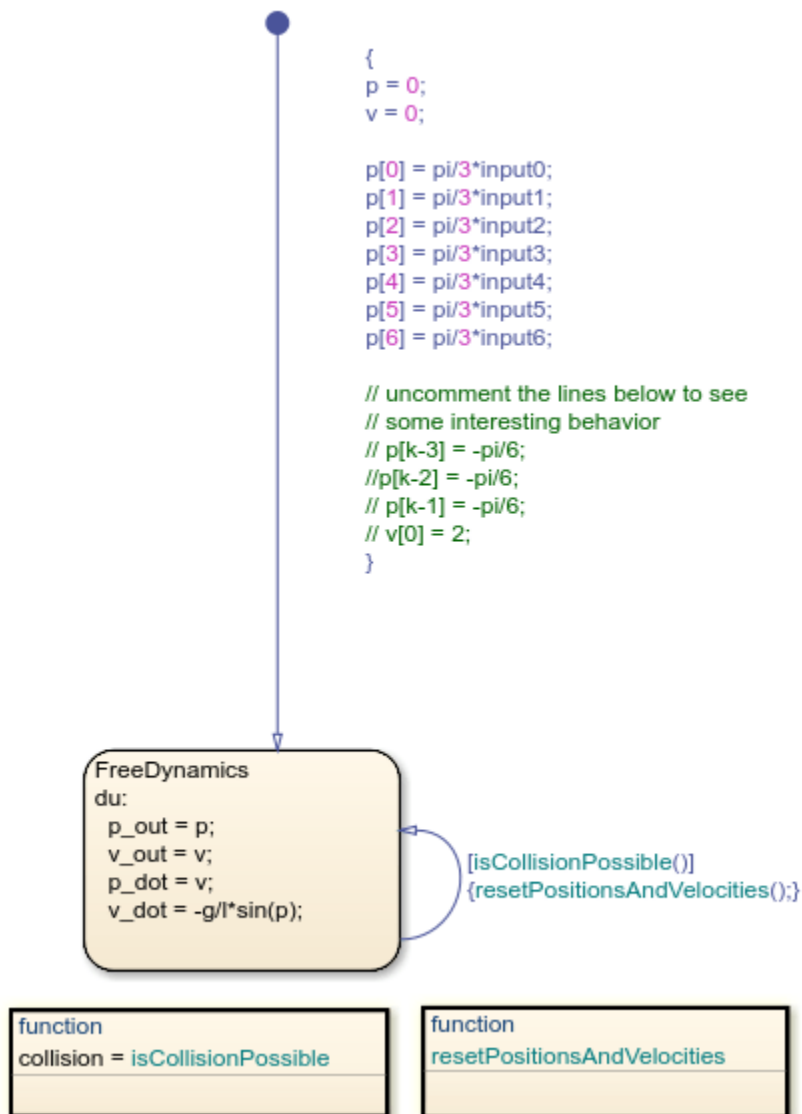 {
p = 0;
v = 0;
p[0] = pi/3*input0;
p[1] = pi/3*input1;
p[2] = pi/3*input2;
p[3] = pi/3*input3;
p[4] = pi/3*input4;
p[5] = pi/3*input5;
p[6] = pi/3*input6;
// uncomment the lines below to see
// some interesting behavior
// p[k-3] = -pi/6;
//p[k-2] = -pi/6;
// p[k-1] = -pi/6;
// v[0] = 2;
}
FreeDynamics
du:
p_out = p;
v_out = v;
p_dot = v;
v_dot = -g/l*sin(p);
[isCollisionPossible()]
{resetPositionsAndVelocities();}
function
collision = isCollisionPossible
function
resetPositionsAndVelocities